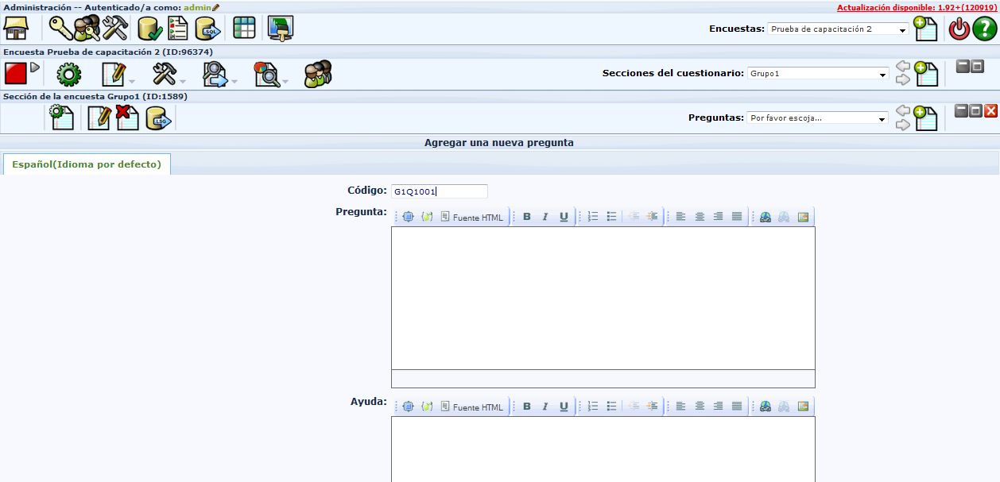 Administración -- Autenticado/a como: admin
Actualización disponible: 1.92+(120919)
SQL
Encuestas: Prueba de capacitación 2
Encuesta Prueba de capacitación 2 (ID:96374)
Secciones del cuestionario: Grupo1
Sección de la encuesta Grupo1 (ID:1589)
LSG
Preguntas: Por favor escoja...
Agregar una nueva pregunta
Español(Idioma por defecto)
Código: G1Q1001
Pregunta: Fuente HTML B I U
Ayuda: Fuente HTML B I U